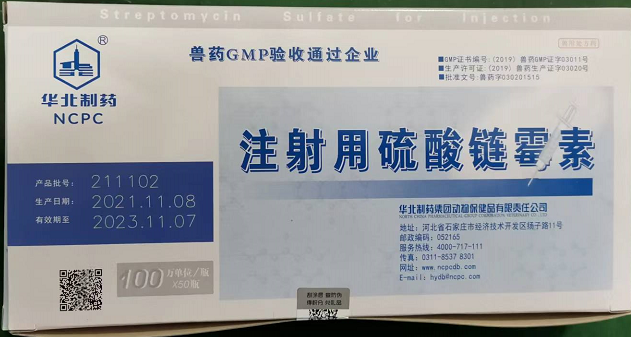 Streptomycin Sulfate for Injection
®
兽药GMP验收通过企业
■GMP证书编号:(2019)兽药GMP证字03011号
■生产许可证:(2019)兽药生产证字03020号
■批准文号:兽药字030201515
华北制药
NCPC
注射用硫酸链霉素
产品批号: 211102
生产日期: 2021.11.08
有效期至 2023.11.07
华北制药集团动物保健品有限责任公司
NORTH CHINA PHARMACEUTICAL GROUP CORPORATION VETERINARY CO.,LTD
地址:河北省石家庄市经济技术开发区扬子路11号
邮政编码:052165
服务热线:4000-717-111
传真:0311-8537 8301
网址:www.ncpcdb.com
E-mail:hydb@ncpc.com
100万单位/瓶
X50瓶